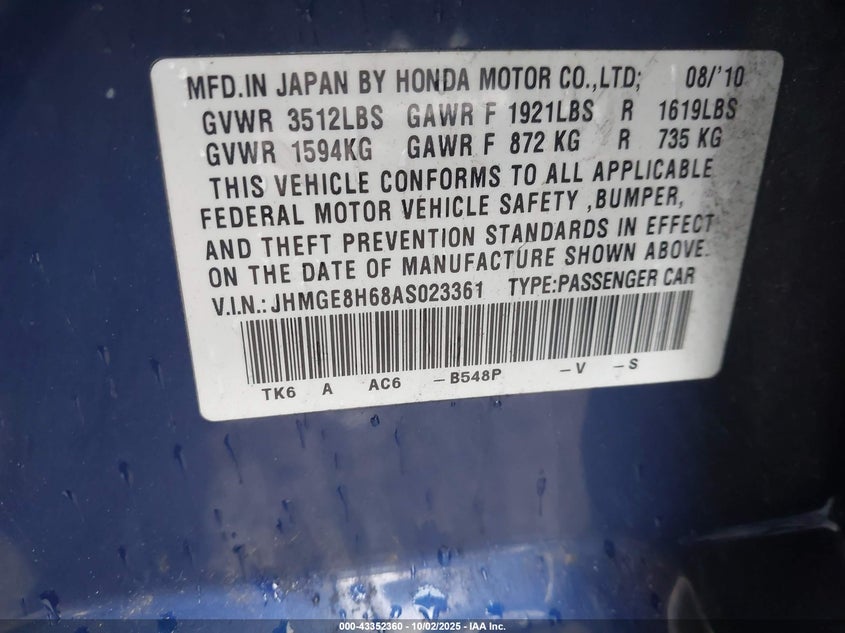 MFD.IN JAPAN BY HONDA MOTOR CO.,LTD; 08/'10
GVWR 3512LBS GAWR F 1921LBS R 1619LBS
GVWR 1594KG GAWR F 872 KG R 735 KG
THIS VEHICLE CONFORMS TO ALL APPLICABLE
FEDERAL MOTOR VEHICLE SAFETY ,BUMPER,
AND THEFT PREVENTION STANDARDS IN EFFECT
ON THE DATE OF MANUFACTURE SHOWN ABOVE.
V.I.N.: JHMGE8H68AS023361 TYPE:PASSENGER CAR
TK6 A AC6 –B548P –V –S
000-43352360 - 10/02/2025 - IAA Inc.